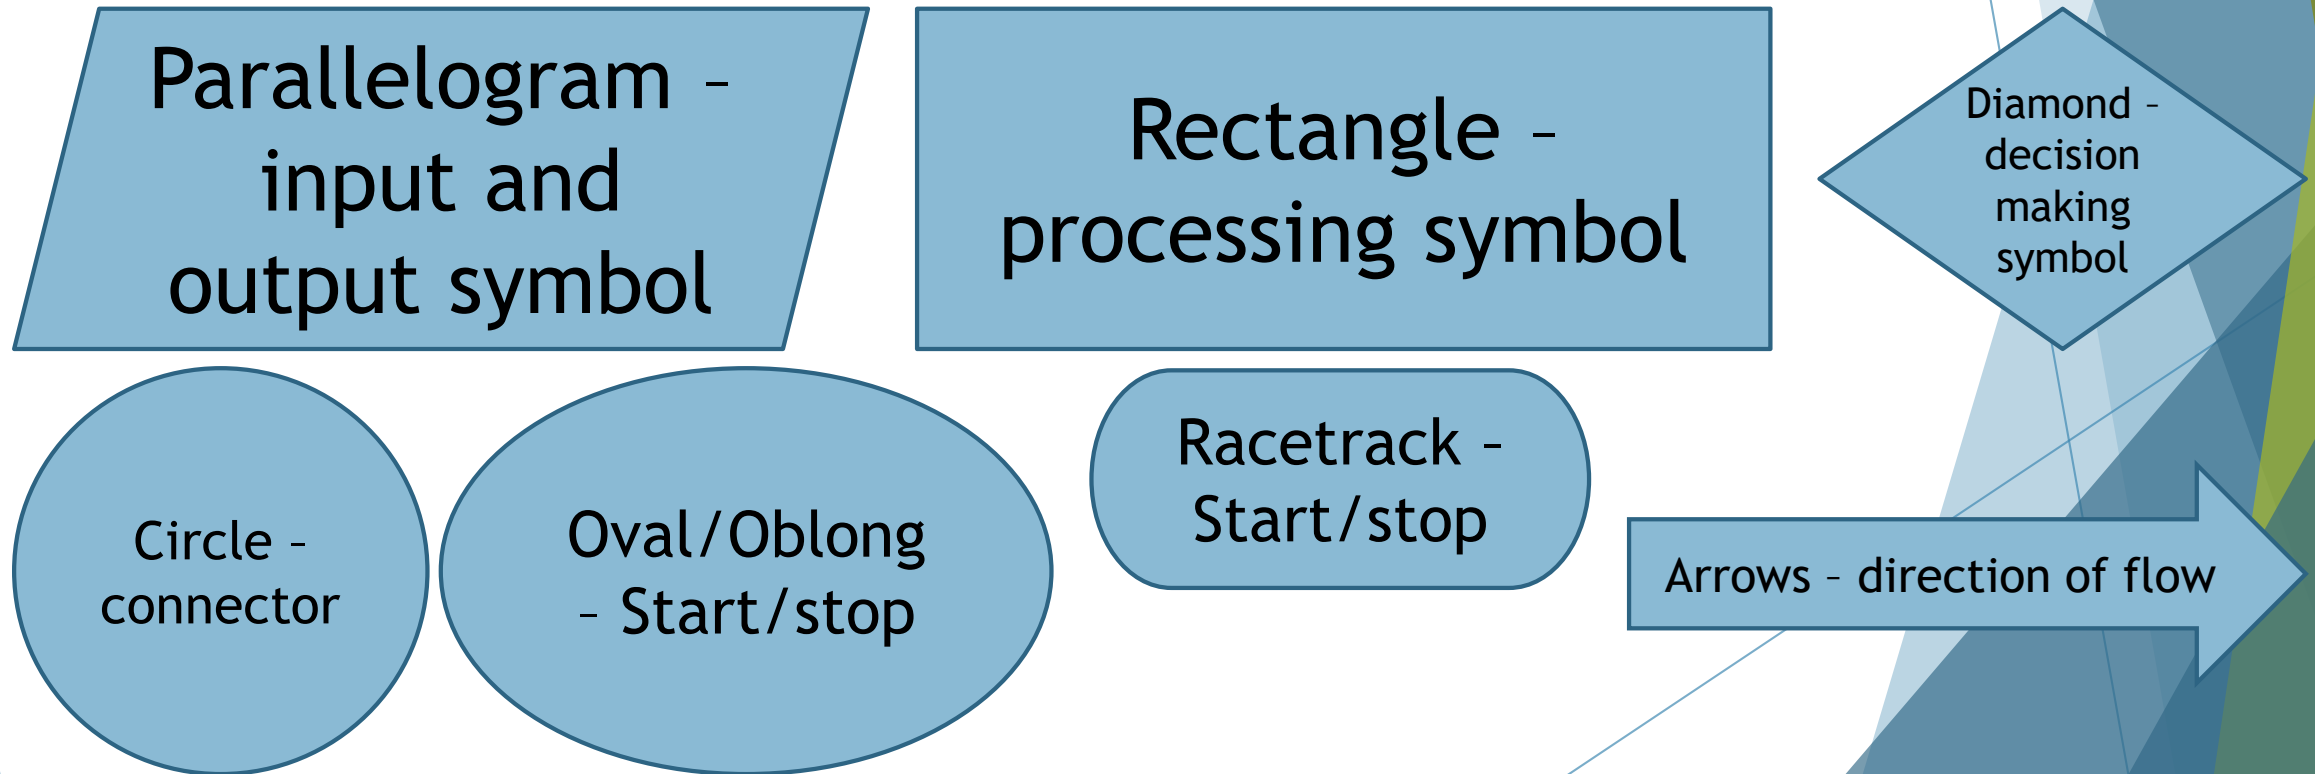 Parallelogram –
input and
output symbol
Rectangle –
processing symbol
Diamond –
decision
making
symbol
Circle –
connector
Oval/Oblong
– Start/stop
Racetrack –
Start/stop
Arrows – direction of flow